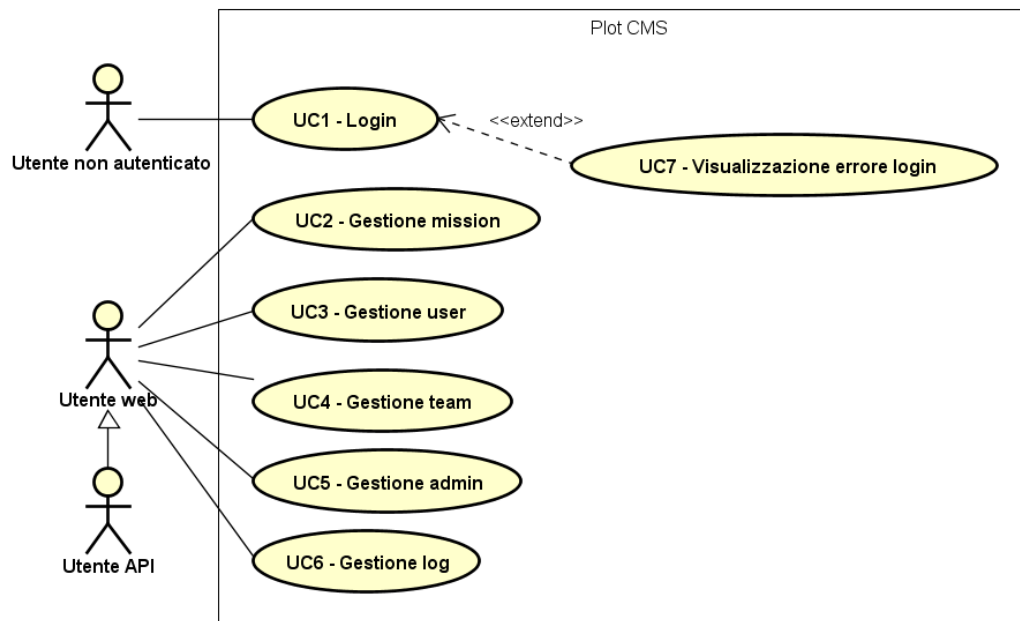 Plot CMS
UC1 - Login
<<extend>>
Utente non autenticato
UC7 - Visualizzazione errore login
UC2 - Gestione mission
UC3 - Gestione user
Utente web
UC4 - Gestione team
UC5 - Gestione admin
Utente API
UC6 - Gestione log